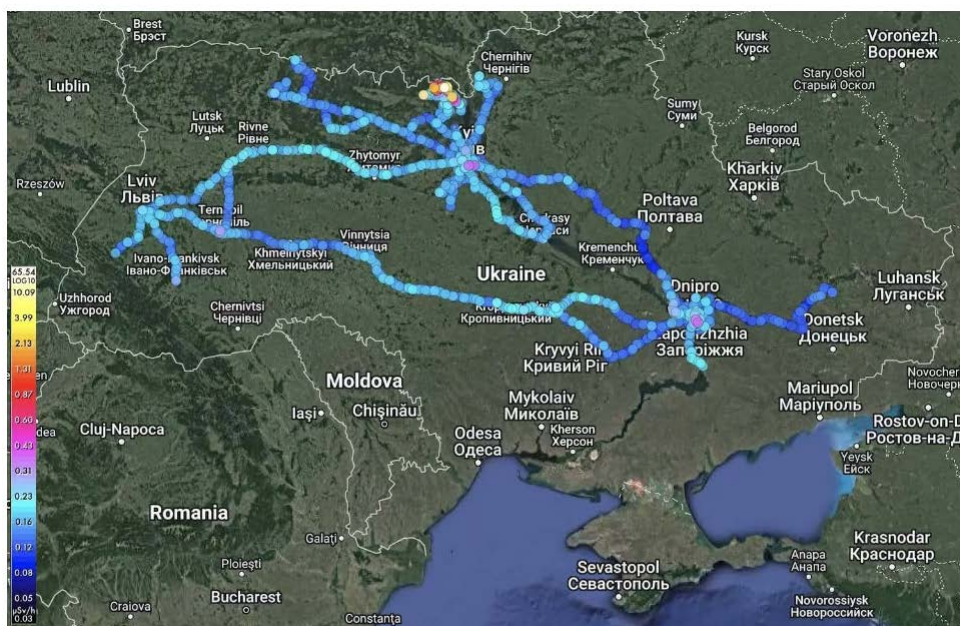 Brest
Брэст
Kursk
Курск
Voronezh
Воронеж
Chernihiv
Чернігів
Stary Oskol
Старый Оскол
Lublin
Sumy
Суми
Lutsk
Луцьк
Rivne
Рівне
Belgorod
Белгород
Zhytomyr
Kharkiv
Харків
Rzeszów
Lviv
Львів
Poltava
Полтава
Ternopil
Vinnytsia
Вінниця
Khmelnytskyi
Хмельницький
Ivano-Frankivsk
Івано-Франківськ
Kremenchuk
Кременчук
Ukraine
Luhansk
Луганськ
Dnipro
65.54
LOG10
10.09
3.99
2.13
1.31
0.87
0.60
0.43
0.31
0.23
0.16
0.12
0.08
0.05
µSv/h
0.03
Uzhhorod
Ужгород
Chernivtsi
Чернівці
Кропивницький
Donetsk
Донецьк
Zaporizhzhia
Запоріжжя
Kryvyi Rih
Кривий Ріг
Novocher
Новочерк
Moldova
Mykolaiv
Миколаїв
Mariupol
Маріуполь
Iași
Chișinău
Kherson
Херсон
Rostov-on-D
Ростов-на-Д
Cluj-Napoca
Odesa
Одеса
Yeysk
Ейск
Romania
Galați
Krasnodar
Краснодар
Ploiești
Sevastopol
Севастополь
Anapa
Анапа
Bucharest
Novorossiysk
Новороссийск
Craiova
Constanța